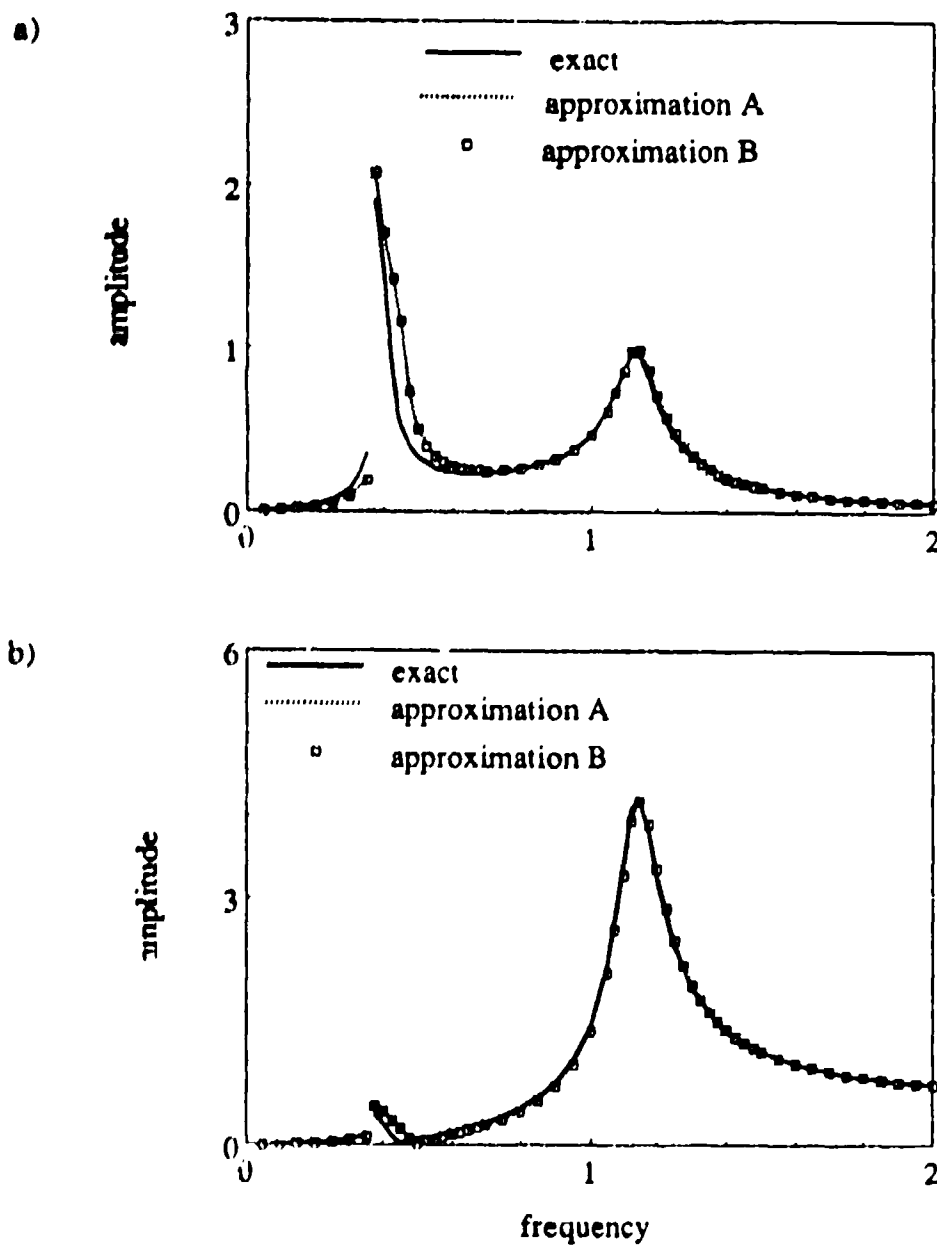 a)
3
exact
approximation A
approximation B
2
amplitude
1
0
0
1
2
b)
6
exact
approximation A
approximation B
amplitude
3
0
0
1
2
frequency